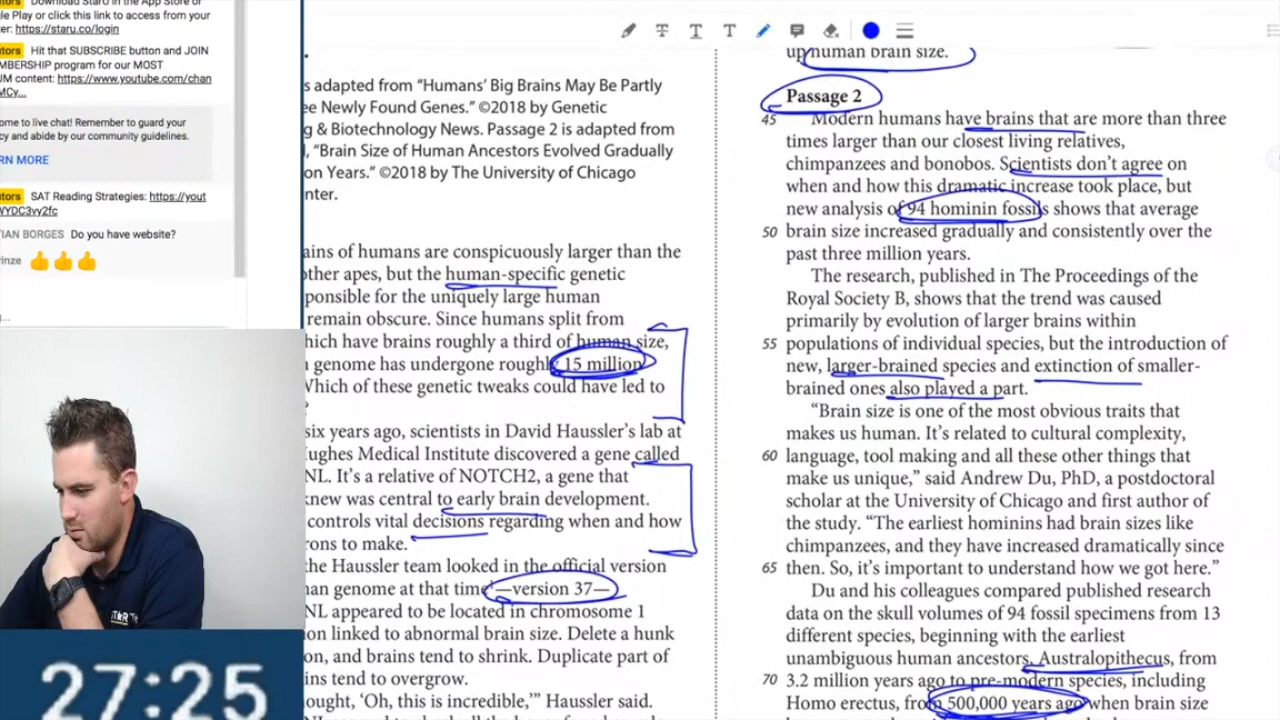 Download StarU in the App Store or
gle Play or click this link to access from your
ter: https://staru.co/login
utors Hit that SUBSCRIBE button and JOIN
MBERSHIP program for our MOST
UM content: https://www.youtube.com/chan
MCy...
ome to live chat! Remember to guard your
cy and abide by our community guidelines.
RN MORE
utors SAT Reading Strategies: https://yout
WYDC3vy2fc
TIAN BORGES Do you have website?
rinze 👍👍👍
s adapted from “Humans’ Big Brains May Be Partly
ee Newly Found Genes.” ©2018 by Genetic
g & Biotechnology News. Passage 2 is adapted from
l, “Brain Size of Human Ancestors Evolved Gradually
on Years.” ©2018 by The University of Chicago
nter.
ains of humans are conspicuously larger than the
other apes, but the human-specific genetic
ponsible for the uniquely large human
remain obscure. Since humans split from
hich have brains roughly a third of human size,
n genome has undergone roughly 15 million
Which of these genetic tweaks could have led to
?
six years ago, scientists in David Haussler’s lab at
ughes Medical Institute discovered a gene called
NL. It’s a relative of NOTCH2, a gene that
knew was central to early brain development.
controls vital decisions regarding when and how
rons to make.
the Haussler team looked in the official version
an genome at that time—version 37—
NL appeared to be located in chromosome 1
on linked to abnormal brain size. Delete a hunk
on, and brains tend to shrink. Duplicate part of
ins tend to overgrow.
ought, ‘Oh, this is incredible,’” Haussler said.
up human brain size.
Passage 2
45 Modern humans have brains that are more than three
times larger than our closest living relatives,
chimpanzees and bonobos. Scientists don’t agree on
when and how this dramatic increase took place, but
new analysis of 94 hominin fossils shows that average
50 brain size increased gradually and consistently over the
past three million years.
The research, published in The Proceedings of the
Royal Society B, shows that the trend was caused
primarily by evolution of larger brains within
55 populations of individual species, but the introduction of
new, larger-brained species and extinction of smaller-
brained ones also played a part.
“Brain size is one of the most obvious traits that
makes us human. It’s related to cultural complexity,
60 language, tool making and all these other things that
make us unique,” said Andrew Du, PhD, a postdoctoral
scholar at the University of Chicago and first author of
the study. “The earliest hominins had brain sizes like
chimpanzees, and they have increased dramatically since
65 then. So, it’s important to understand how we got here.”
Du and his colleagues compared published research
data on the skull volumes of 94 fossil specimens from 13
different species, beginning with the earliest
unambiguous human ancestors, Australopithecus, from
70 3.2 million years ago to pre-modern species, including
Homo erectus, from 500,000 years ago when brain size
27:25